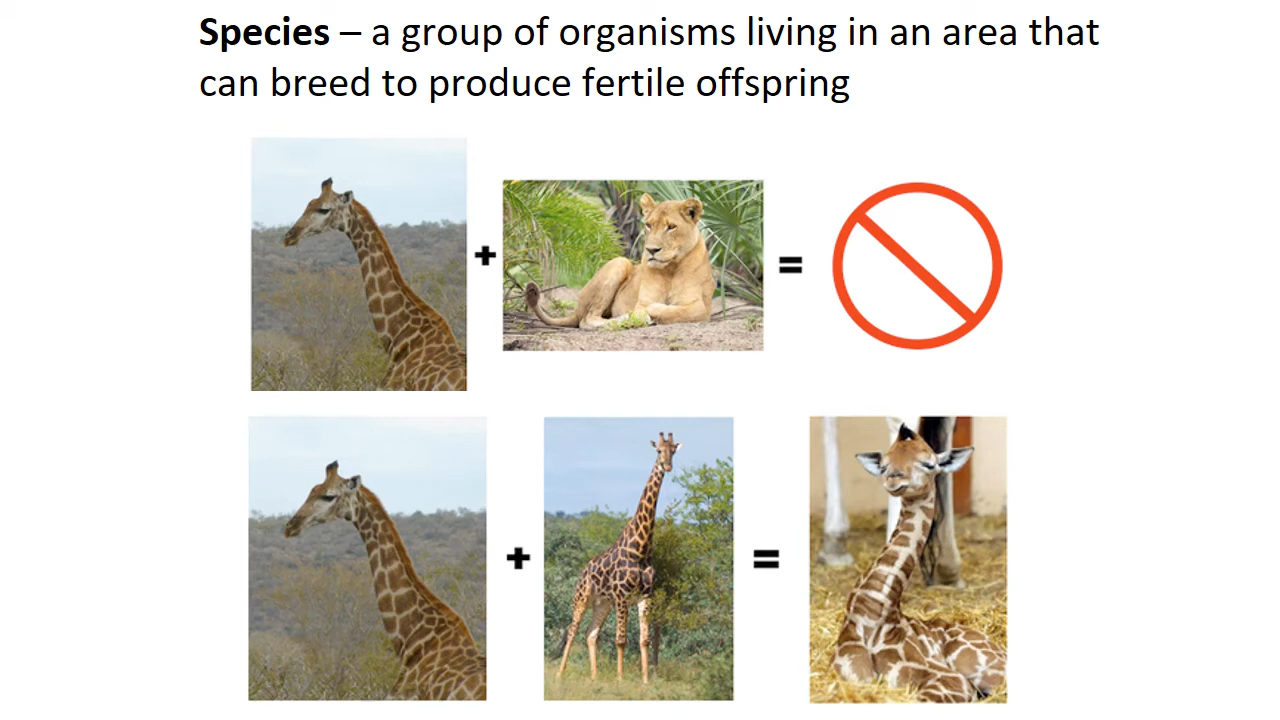 Species – a group of organisms living in an area that
can breed to produce fertile offspring
+ =
+ =